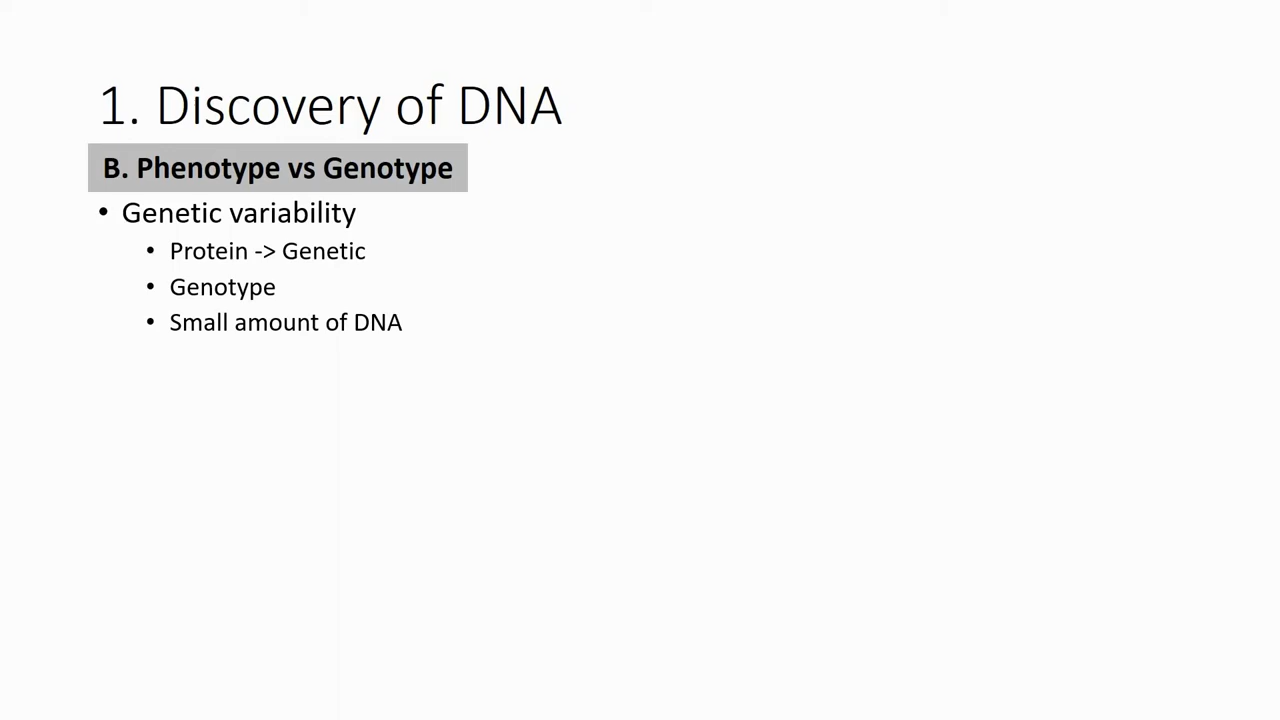 1. Discovery of DNA
B. Phenotype vs Genotype
• Genetic variability
• Protein -> Genetic
• Genotype
• Small amount of DNA